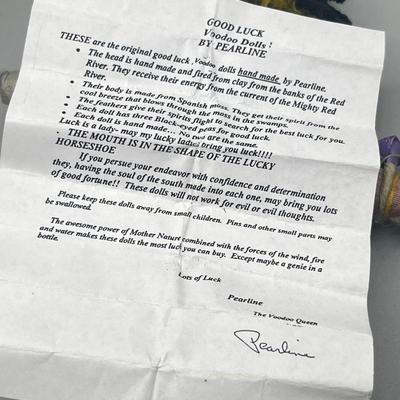 GOOD LUCK
Voodoo Dolls:
BY PEARLINE
THESE are the original good luck Voodoo dolls hand made by Pearline.
• The head is hand made and fired from clay from the banks of the Red
River. They receive their energy from the current of the Mighty Red
River.
• Their body is made from Spanish moss. They get their spirit from the
cool breeze that blows through the moss in the swamps.
• The feathers give their spirits flight to search for the best luck for you.
• Each doll has three Black-eyed peas for good luck.
• Each doll is hand made... No two are the same.
Luck is a lady- may my lucky ladies bring you luck!!!!
• THE MOUTH IS IN THE SHAPE OF THE LUCKY
HORSESHOE
If you persue your endeavor with confidence and determination
they, having the soul of the south made into each one, may bring you lots
of good fortune!! These dolls will not work for evil or evil thoughts.
Please keep these dolls away from small children. Pins and other small parts may
be swallowed.
The awesome power of Mother Nature combined with the forces of the wind, fire
and water makes these dolls the most luck you can buy. Except maybe a genie in a
bottle.
Lots of Luck
Pearline
The Voodoo Queen
Pearline